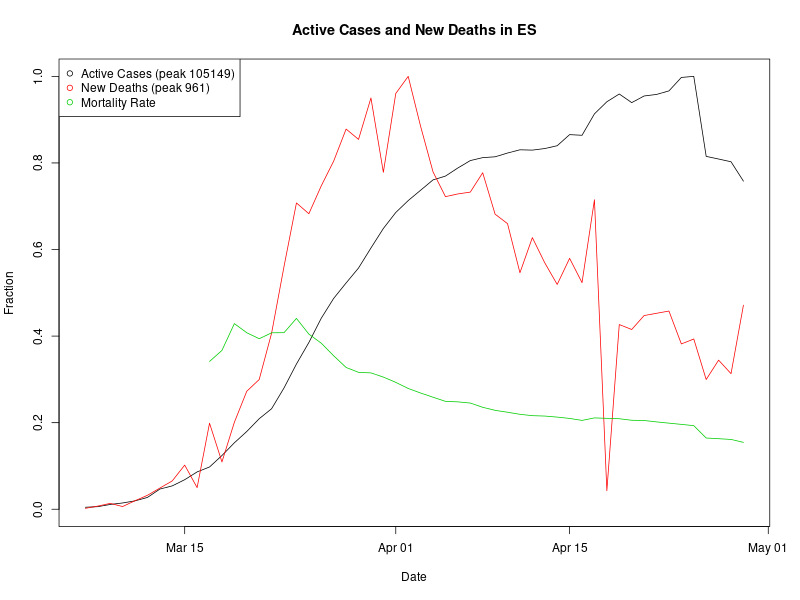 Active Cases and New Deaths in ES
Active Cases (peak 105149)
New Deaths (peak 961)
Mortality Rate
1.0
0.8
0.6
0.4
0.2
0.0
Fraction
Mar 15
Apr 01
Apr 15
May 01
Date